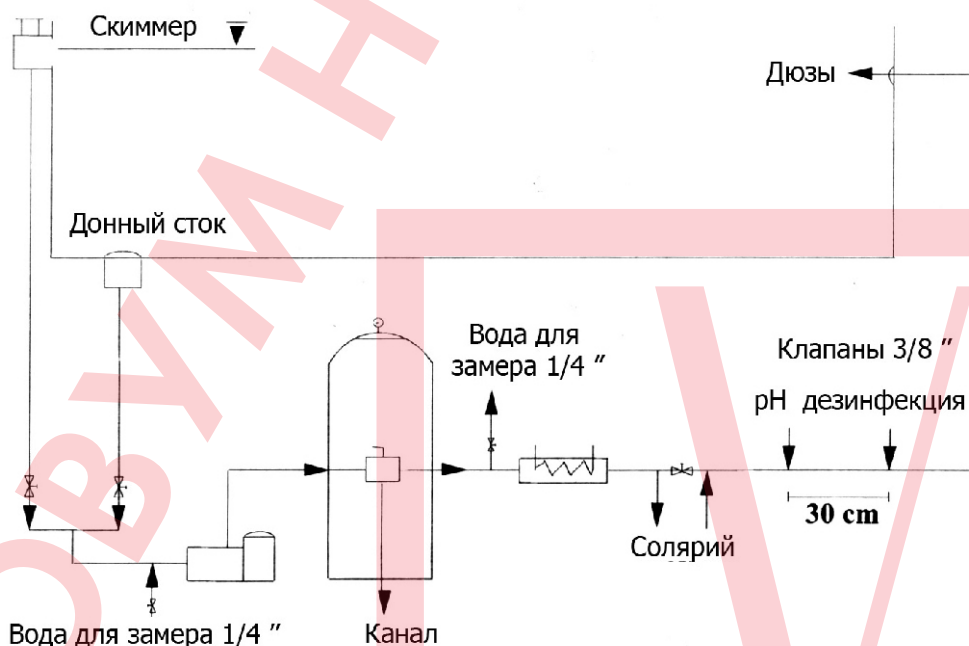 Скиммер
Дюзы
Донный сток
Вода для
замера 1/4 "
Клапаны 3/8 "
pH дезинфекция
30 cm
Солярий
Вода для замера 1/4 "
Канал
ОВУМН